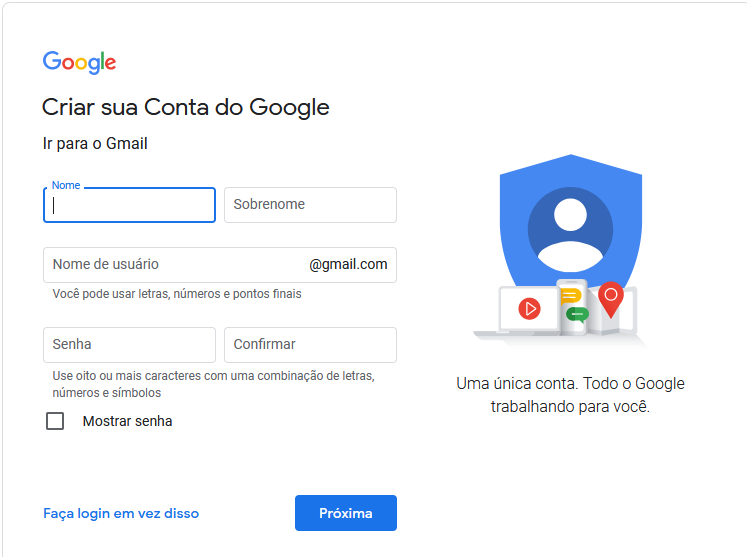 Google
Criar sua Conta do Google
Ir para o Gmail
Nome
Sobrenome
Nome de usuário @gmail.com
Você pode usar letras, números e pontos finais
Senha
Confirmar
Use oito ou mais caracteres com uma combinação de letras,
números e símbolos
Mostrar senha
Faça login em vez disso
Próxima
Uma única conta. Todo o Google
trabalhando para você.